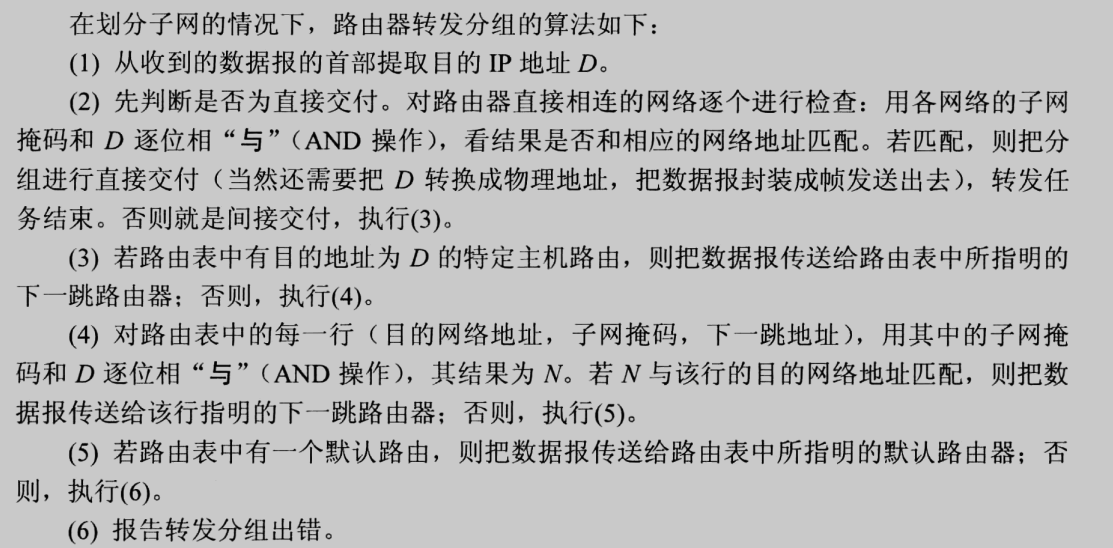 在划分子网的情况下，路由器转发分组的算法如下：
(1) 从收到的数据报的首部提取目的 IP 地址 D。
(2) 先判断是否为直接交付。对路由器直接相连的网络逐个进行检查：用各网络的子网
掩码和 D 逐位相“与”（AND 操作），看结果是否和相应的网络地址匹配。若匹配，则把分
组进行直接交付（当然还需要把 D 转换成物理地址，把数据报封装成帧发送出去），转发任
务结束。否则就是间接交付，执行(3)。
(3) 若路由表中有目的地址为 D 的特定主机路由，则把数据报传送给路由表中所指明的
下一跳路由器；否则，执行(4)。
(4) 对路由表中的每一行（目的网络地址，子网掩码，下一跳地址），用其中的子网掩
码和 D 逐位相“与”（AND 操作），其结果为 N。若 N 与该行的目的网络地址匹配，则把数
据报传送给该行指明的下一跳路由器；否则，执行(5)。
(5) 若路由表中有一个默认路由，则把数据报传送给路由表中所指明的默认路由器；否
则，执行(6)。
(6) 报告转发分组出错。